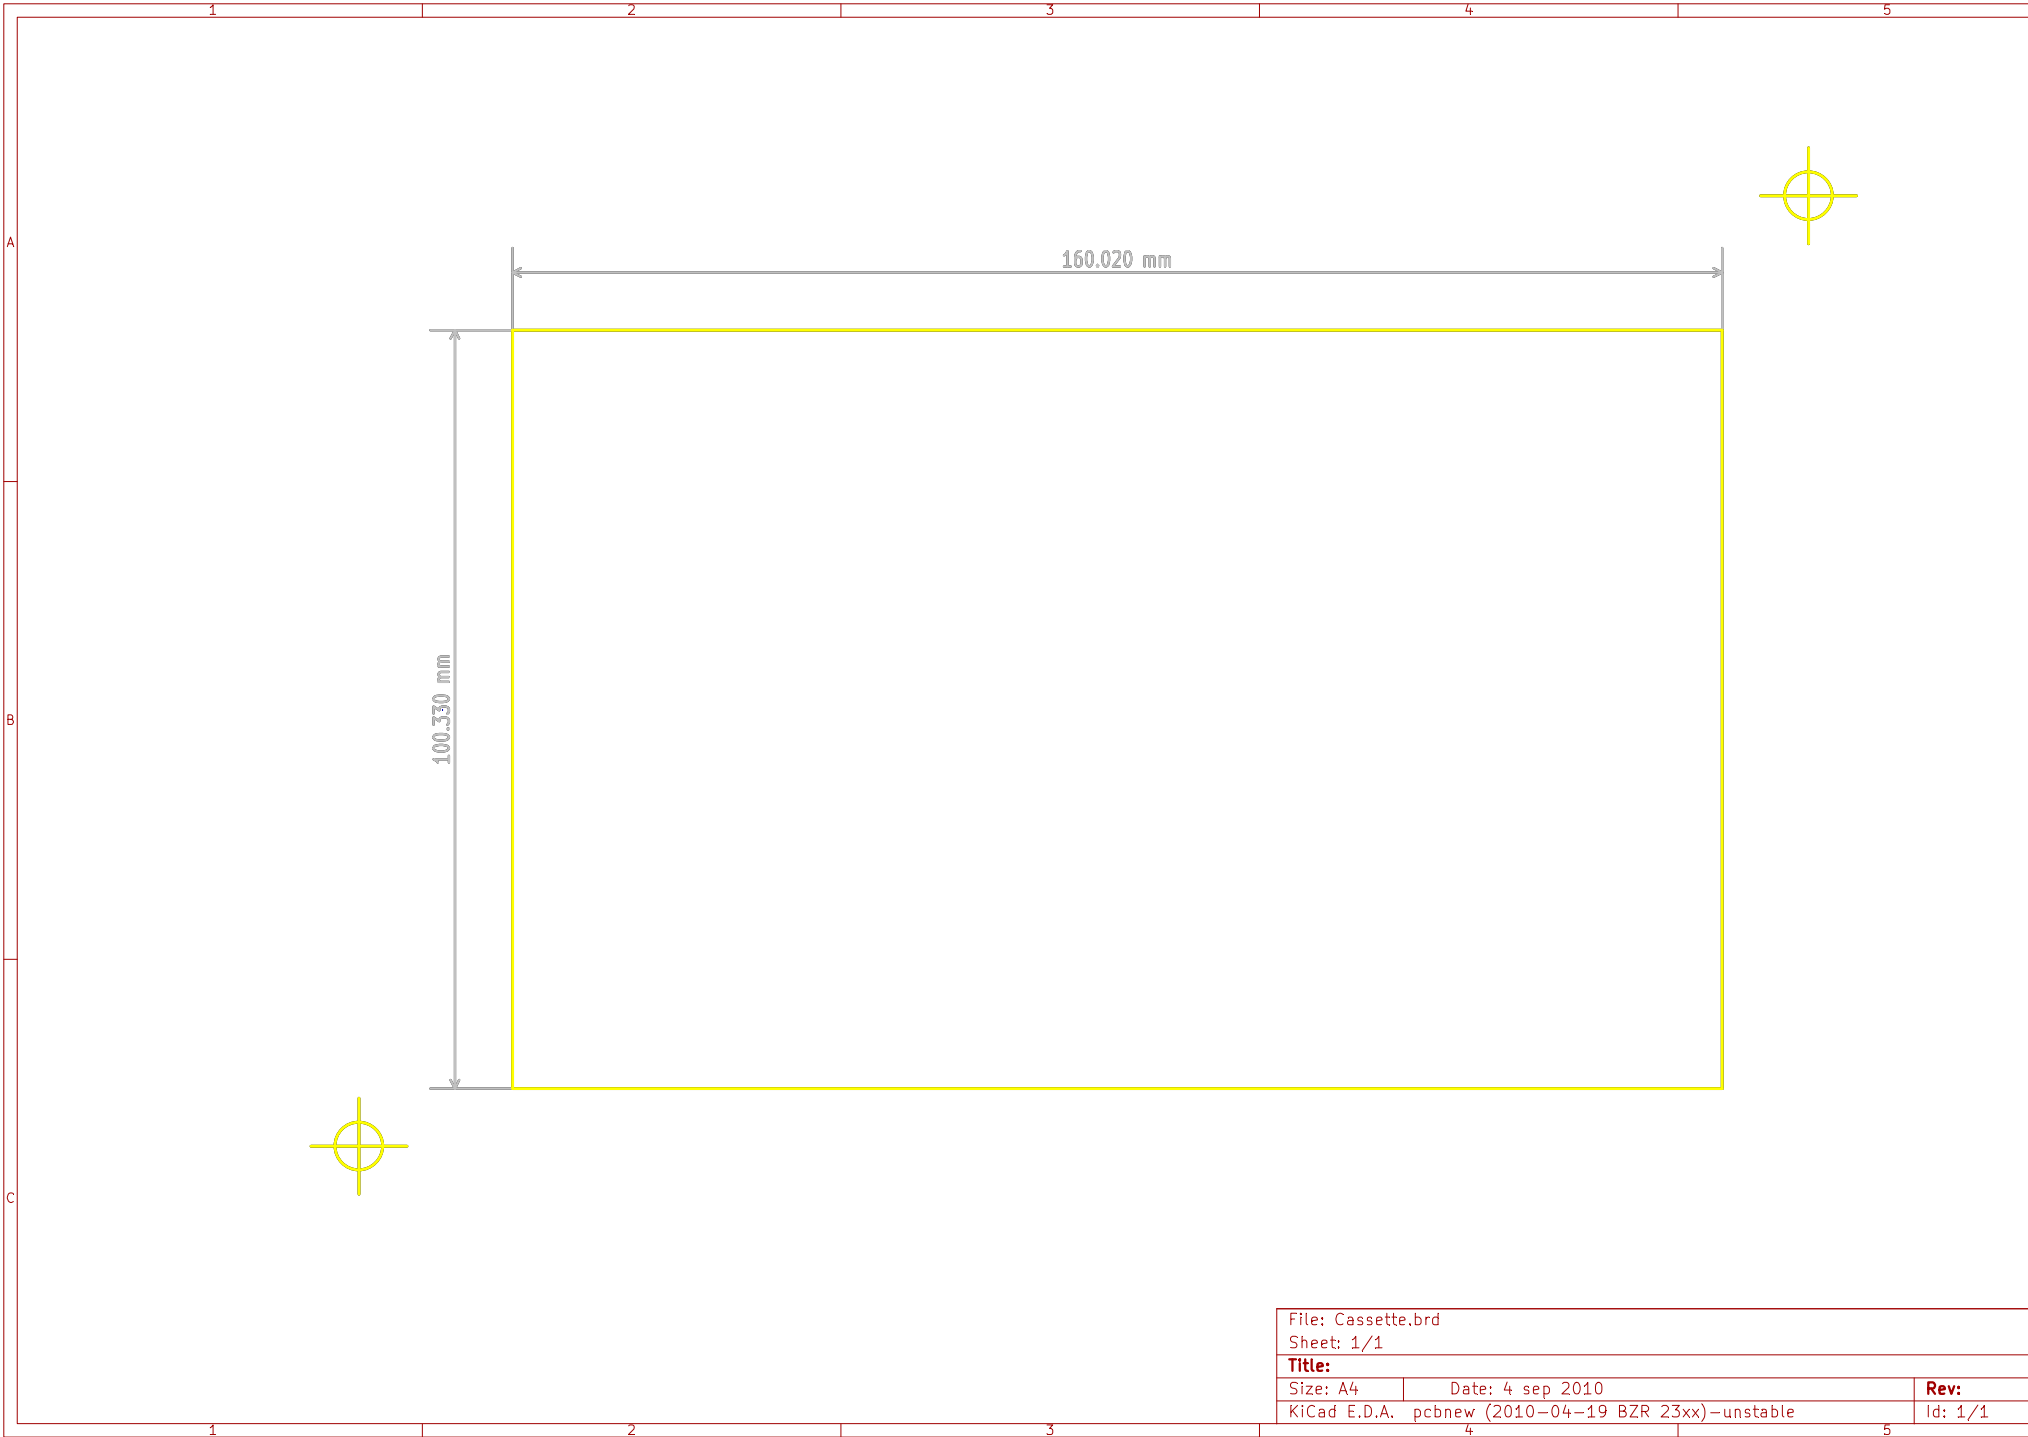 1 2 3 4 5
A
160.020 mm
100.330 mm
B
C
File: Cassette.brd
Sheet: 1/1
Title:
Size: A4 Date: 4 sep 2010 Rev:
KiCad E.D.A. pcbnew (2010-04-19 BZR 23xx)-unstable Id: 1/1
1 2 3 4 5